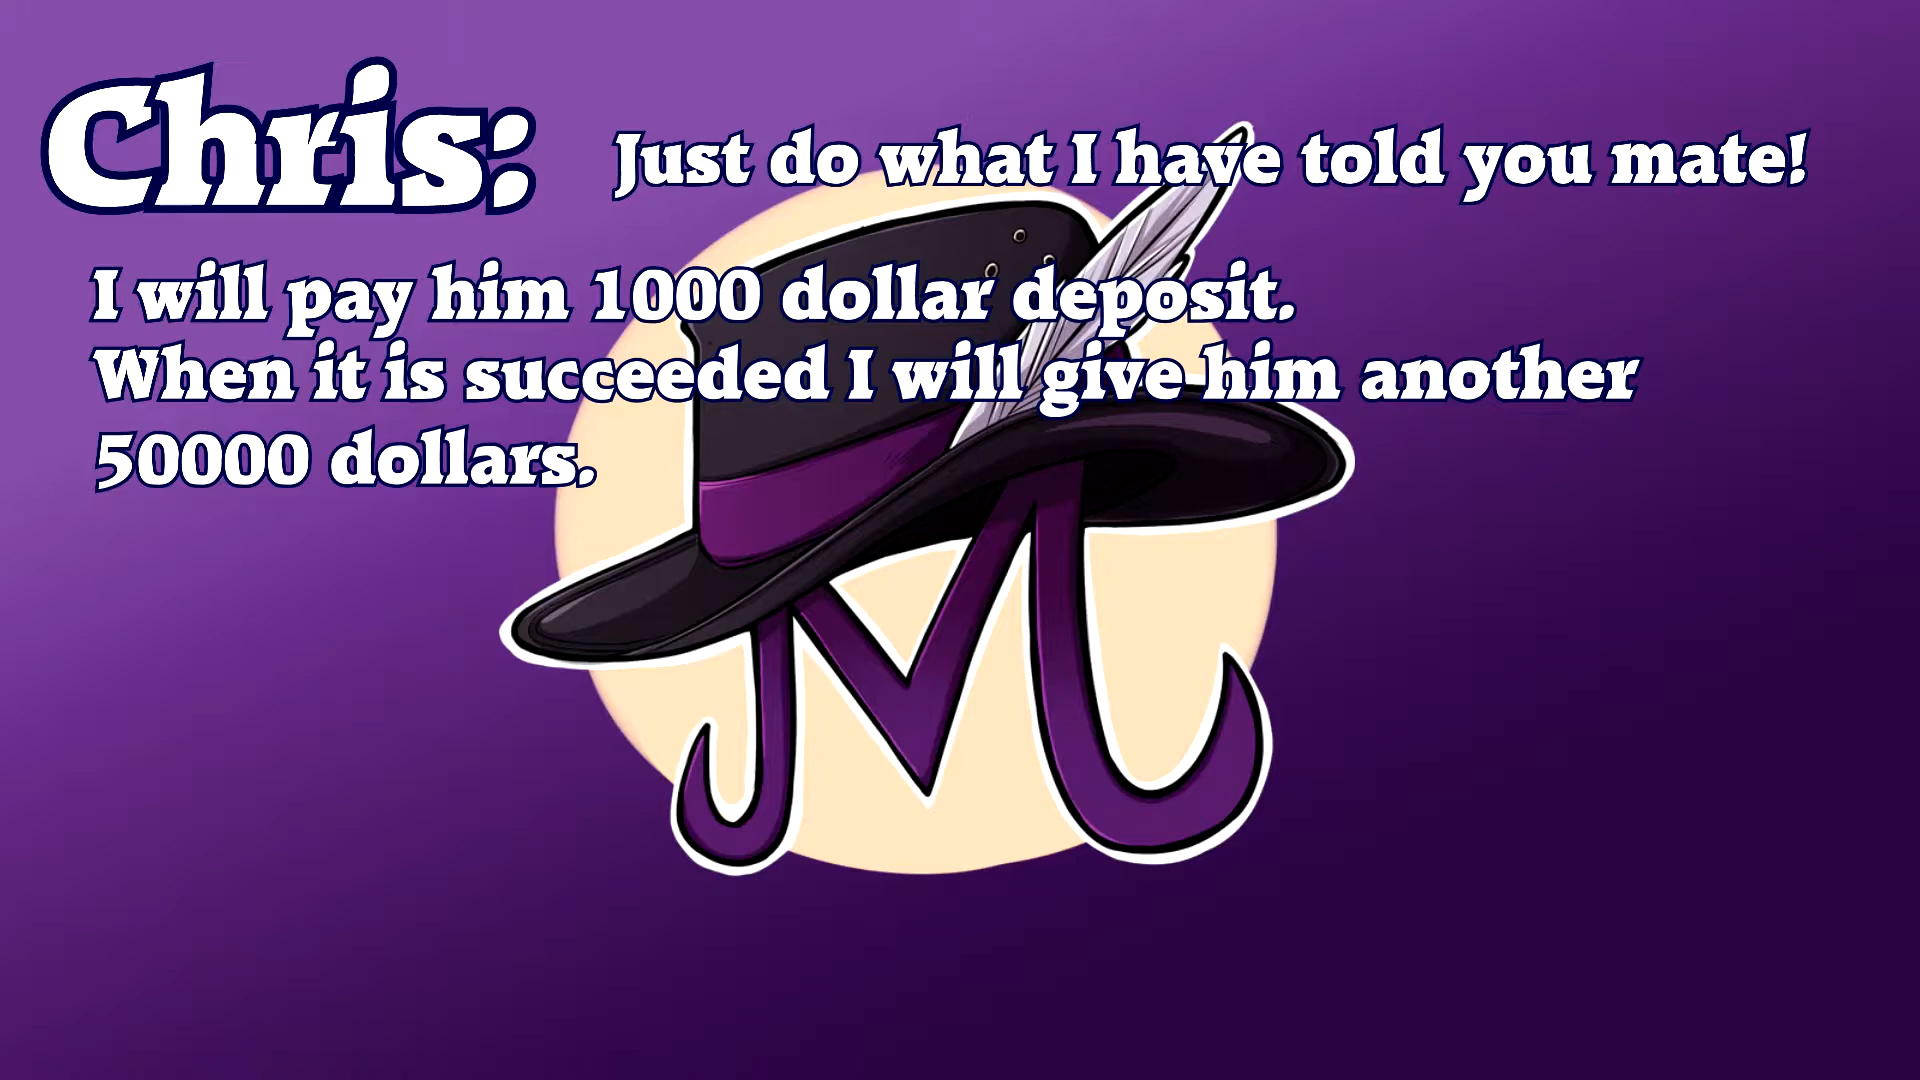 Chris: Just do what I have told you mate!
I will pay him 1000 dollar deposit.
When it is succeeded I will give him another
50000 dollars.